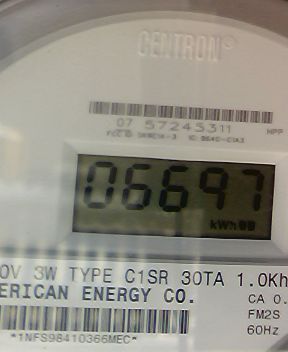 CENTRON®
07 57245311
HPP
06697
kWh
0V 3W TYPE C1SR 30TA 1.0Kh
ERICAN ENERGY CO.
CA 0.
FM2S
60Hz
*1NFS98410366MEC*